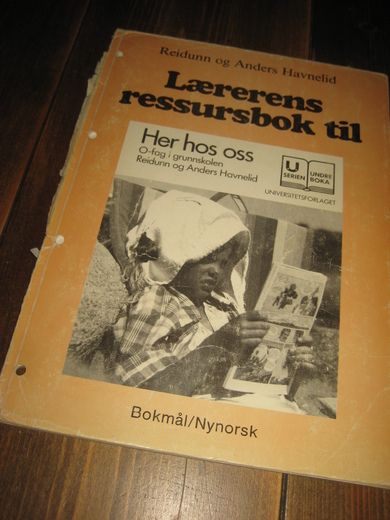 Reidunn og Anders Havnelid
Lærerens
ressursbok til
Her hos oss
O-fag i grunnskolen
Reidunn og Anders Havnelid
U
SERIEN
UNDRE
BOKA
UNIVERSITETSFORLAGET
Bokmål/Nynorsk